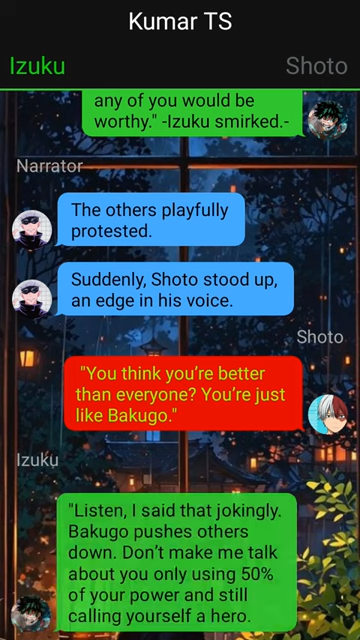 Kumar TS
Izuku
Shoto
any of you would be
worthy." -Izuku smirked.-
Narrator
The others playfully
protested.
Suddenly, Shoto stood up,
an edge in his voice.
Shoto
"You think you’re better
than everyone? You’re just
like Bakugo."
Izuku
"Listen, I said that jokingly.
Bakugo pushes others
down. Don’t make me talk
about you only using 50%
of your power and still
calling yourself a hero.